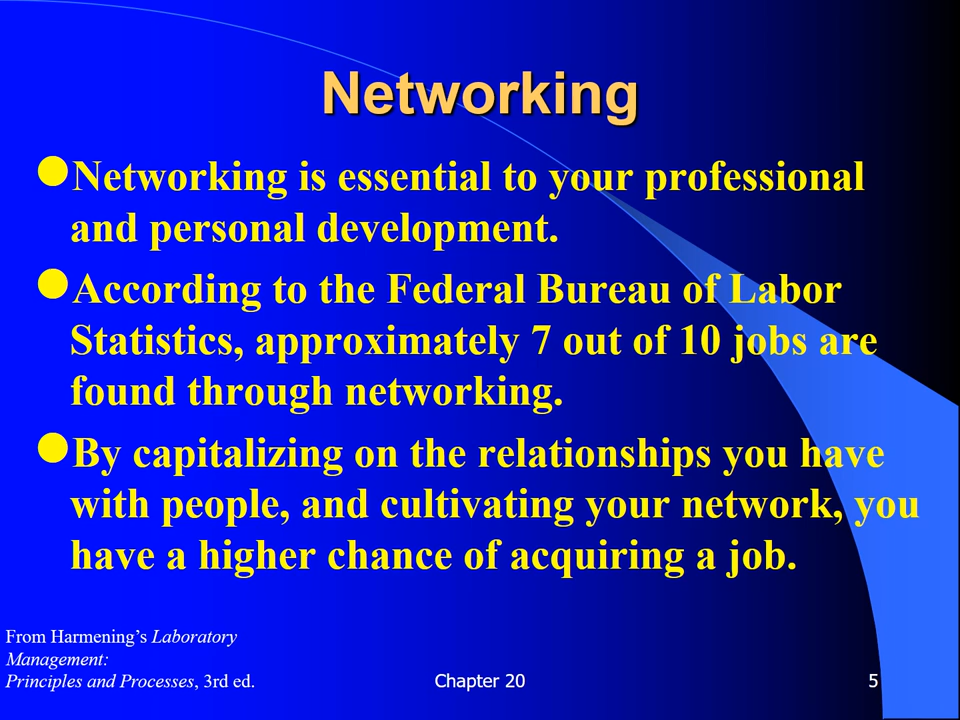 Networking
●Networking is essential to your professional
and personal development.
●According to the Federal Bureau of Labor
Statistics, approximately 7 out of 10 jobs are
found through networking.
●By capitalizing on the relationships you have
with people, and cultivating your network, you
have a higher chance of acquiring a job.
From Harmening’s Laboratory
Management:
Principles and Processes, 3rd ed.
Chapter 20
5